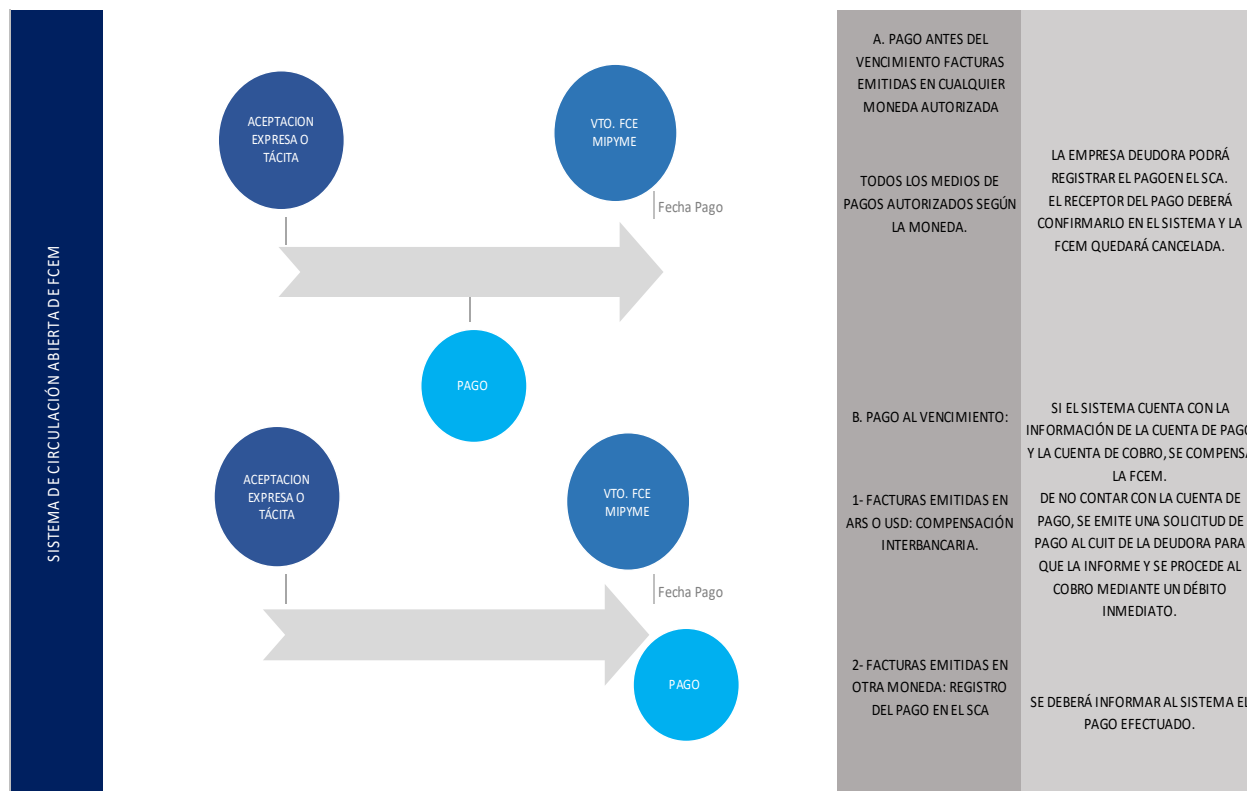 SISTEMA DE CIRCULACIÓN ABIERTA DE FCEM
ACEPTACION
EXPRESA O
TÁCITA
VTO. FCE
MIPYME
Fecha Pago
PAGO
ACEPTACION
EXPRESA O
TÁCITA
VTO. FCE
MIPYME
Fecha Pago
PAGO
A. PAGO ANTES DEL
VENCIMIENTO FACTURAS
EMITIDAS EN CUALQUIER
MONEDA AUTORIZADA
TODOS LOS MEDIOS DE
PAGOS AUTORIZADOS SEGÚN
LA MONEDA.
LA EMPRESA DEUDORA PODRÁ
REGISTRAR EL PAGOEN EL SCA.
EL RECEPTOR DEL PAGO DEBERÁ
CONFIRMARLO EN EL SISTEMA Y LA
FCEM QUEDARÁ CANCELADA.
B. PAGO AL VENCIMIENTO:
1- FACTURAS EMITIDAS EN
ARS O USD: COMPENSACIÓN
INTERBANCARIA.
SI EL SISTEMA CUENTA CON LA
INFORMACIÓN DE LA CUENTA DE PAGO
Y LA CUENTA DE COBRO, SE COMPENSA
LA FCEM.
DE NO CONTAR CON LA CUENTA DE
PAGO, SE EMITE UNA SOLICITUD DE
PAGO AL CUIT DE LA DEUDORA PARA
QUE LA INFORME Y SE PROCEDE AL
COBRO MEDIANTE UN DÉBITO
INMEDIATO.
2- FACTURAS EMITIDAS EN
OTRA MONEDA: REGISTRO
DEL PAGO EN EL SCA
SE DEBERÁ INFORMAR AL SISTEMA EL
PAGO EFECTUADO.